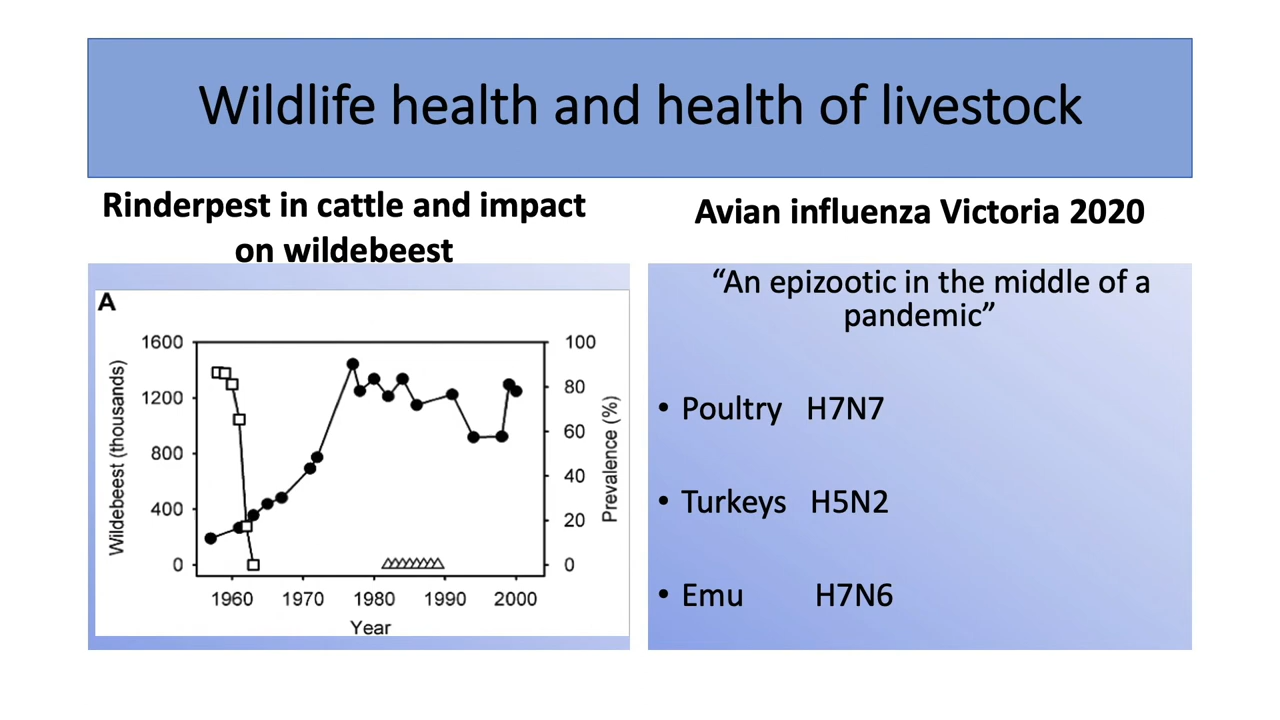 Wildlife health and health of livestock
Rinderpest in cattle and impact
on wildebeest
A
1600
1200
800
400
0
Wildebeest (thousands)
100
80
60
40
20
0
Prevalence (%)
1960 1970 1980 1990 2000
Year
Avian influenza Victoria 2020
“An epizootic in the middle of a
pandemic”
• Poultry H7N7
• Turkeys H5N2
• Emu H7N6